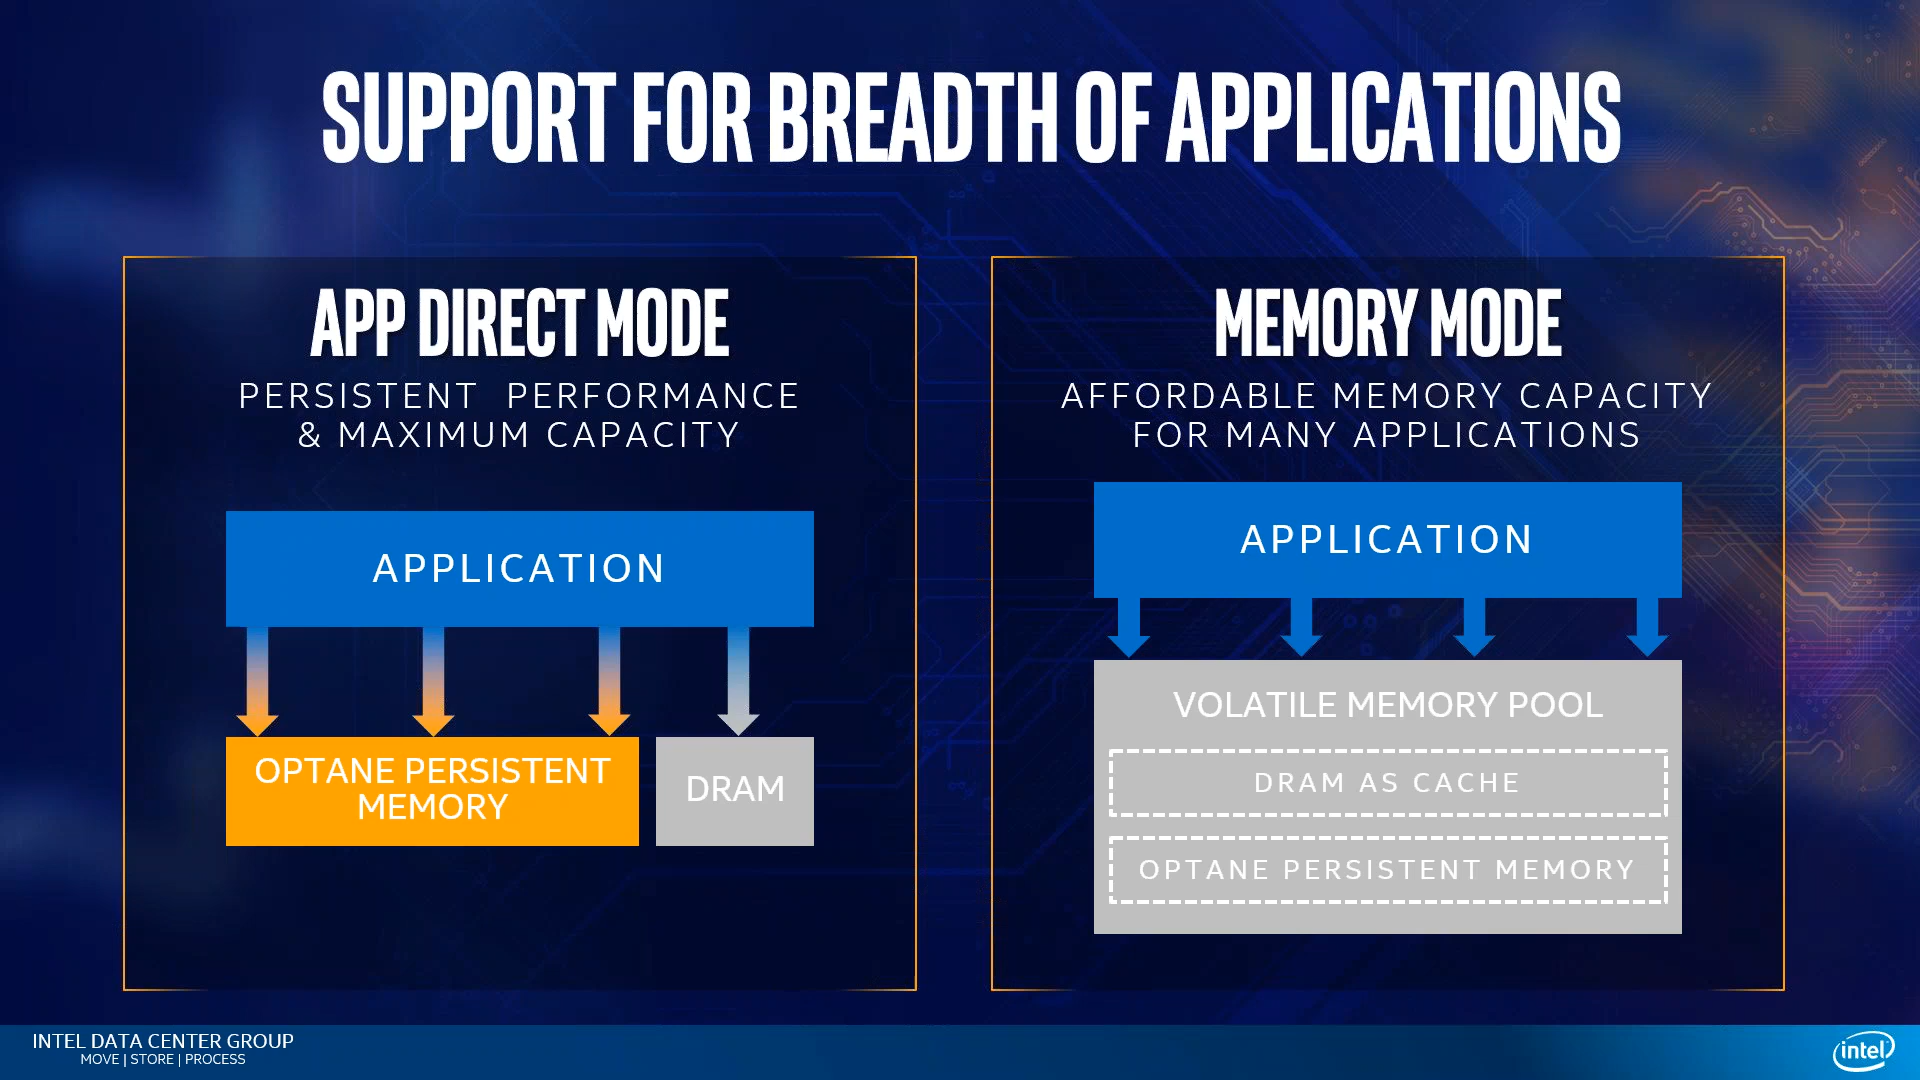 SUPPORT FOR BREADTH OF APPLICATIONS
APP DIRECT MODE
PERSISTENT PERFORMANCE
& MAXIMUM CAPACITY
APPLICATION
OPTANE PERSISTENT
MEMORY
DRAM
MEMORY MODE
AFFORDABLE MEMORY CAPACITY
FOR MANY APPLICATIONS
APPLICATION
VOLATILE MEMORY POOL
DRAM AS CACHE
OPTANE PERSISTENT MEMORY
INTEL DATA CENTER GROUP
MOVE | STORE | PROCESS
intel